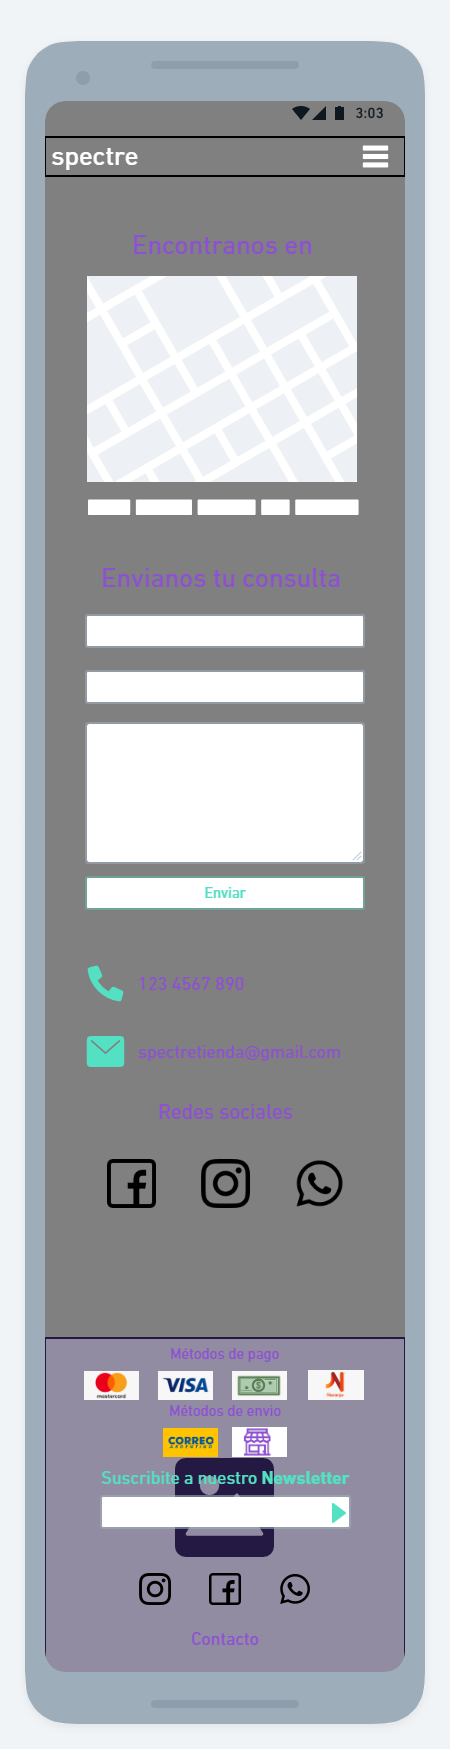 3:03
spectre
Encontranos en
Envianos tu consulta
Enviar
123 4567 890
spectretienda@gmail.com
Redes sociales
Métodos de pago
mastercard
VISA
Naranja
Métodos de envio
CORREO
ARGENTINO
Suscribite a nuestro Newsletter
Contacto